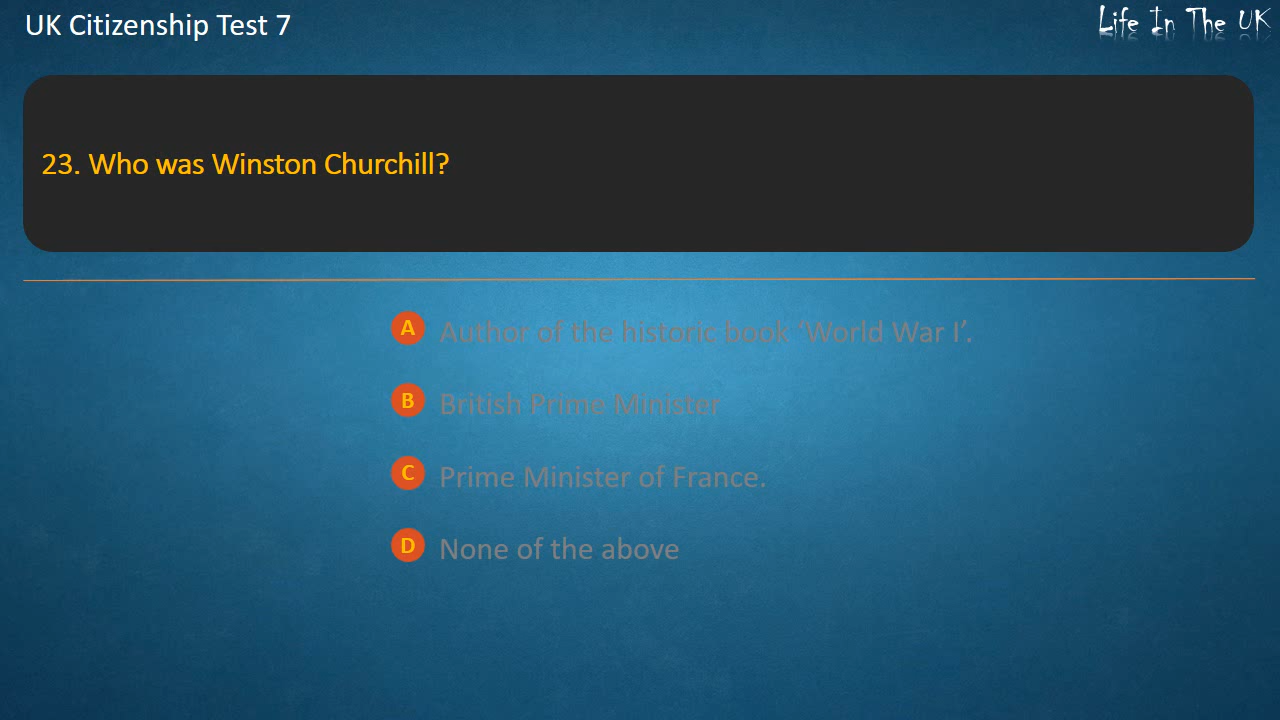 UK Citizenship Test 7
Life In The UK
23. Who was Winston Churchill?
A Author of the historic book ‘World War I’.
B British Prime Minister
C Prime Minister of France.
D None of the above